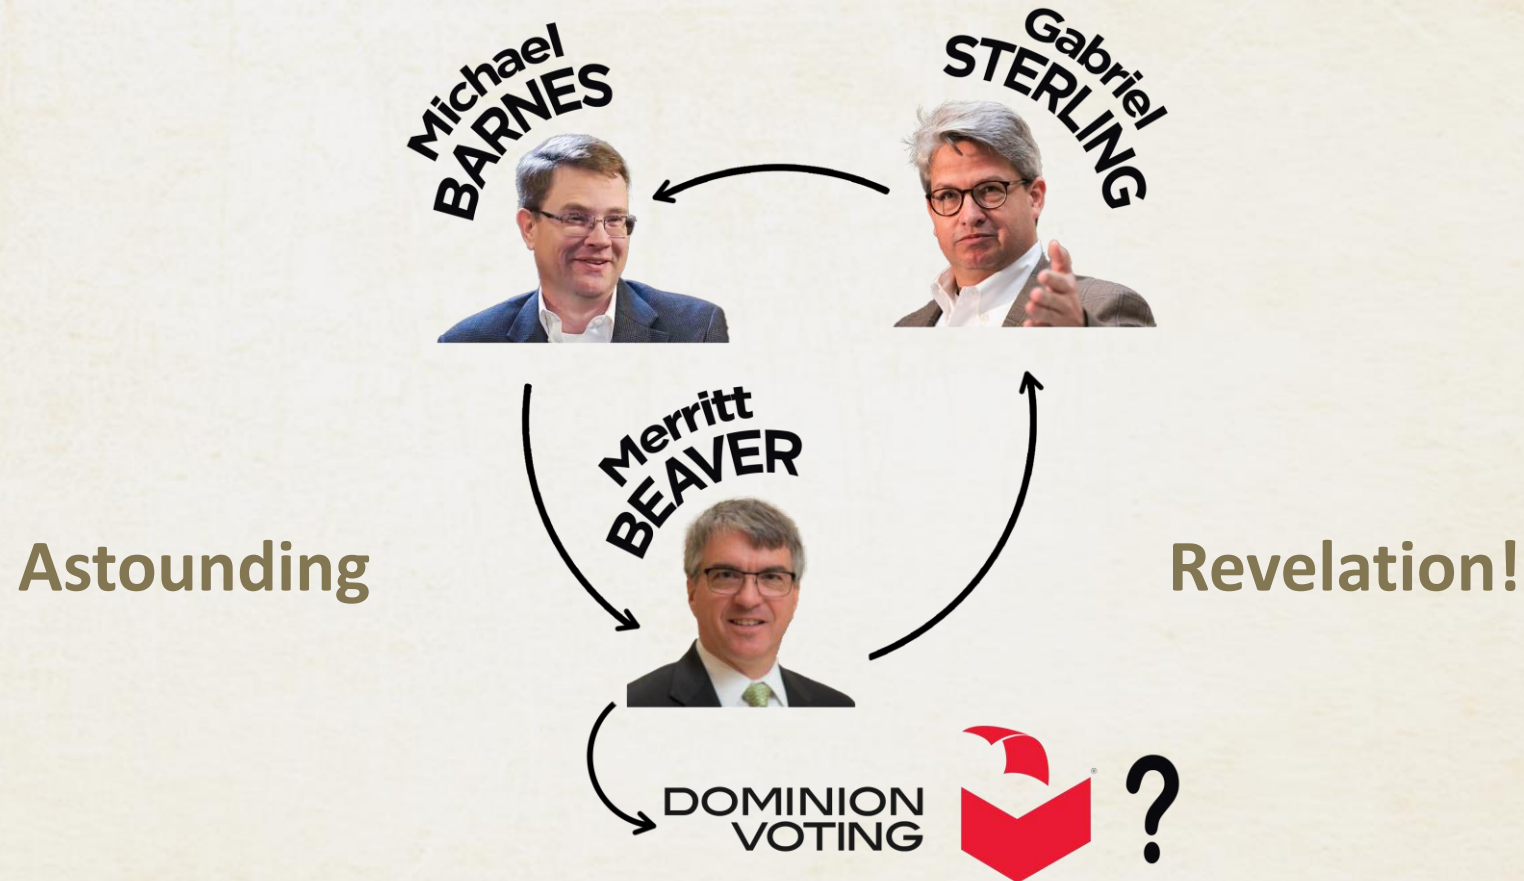 Michael
BARNES
Gabriel
STERLING
Merritt
BEAVER
Astounding
Revelation!
DOMINION
VOTING
®
?